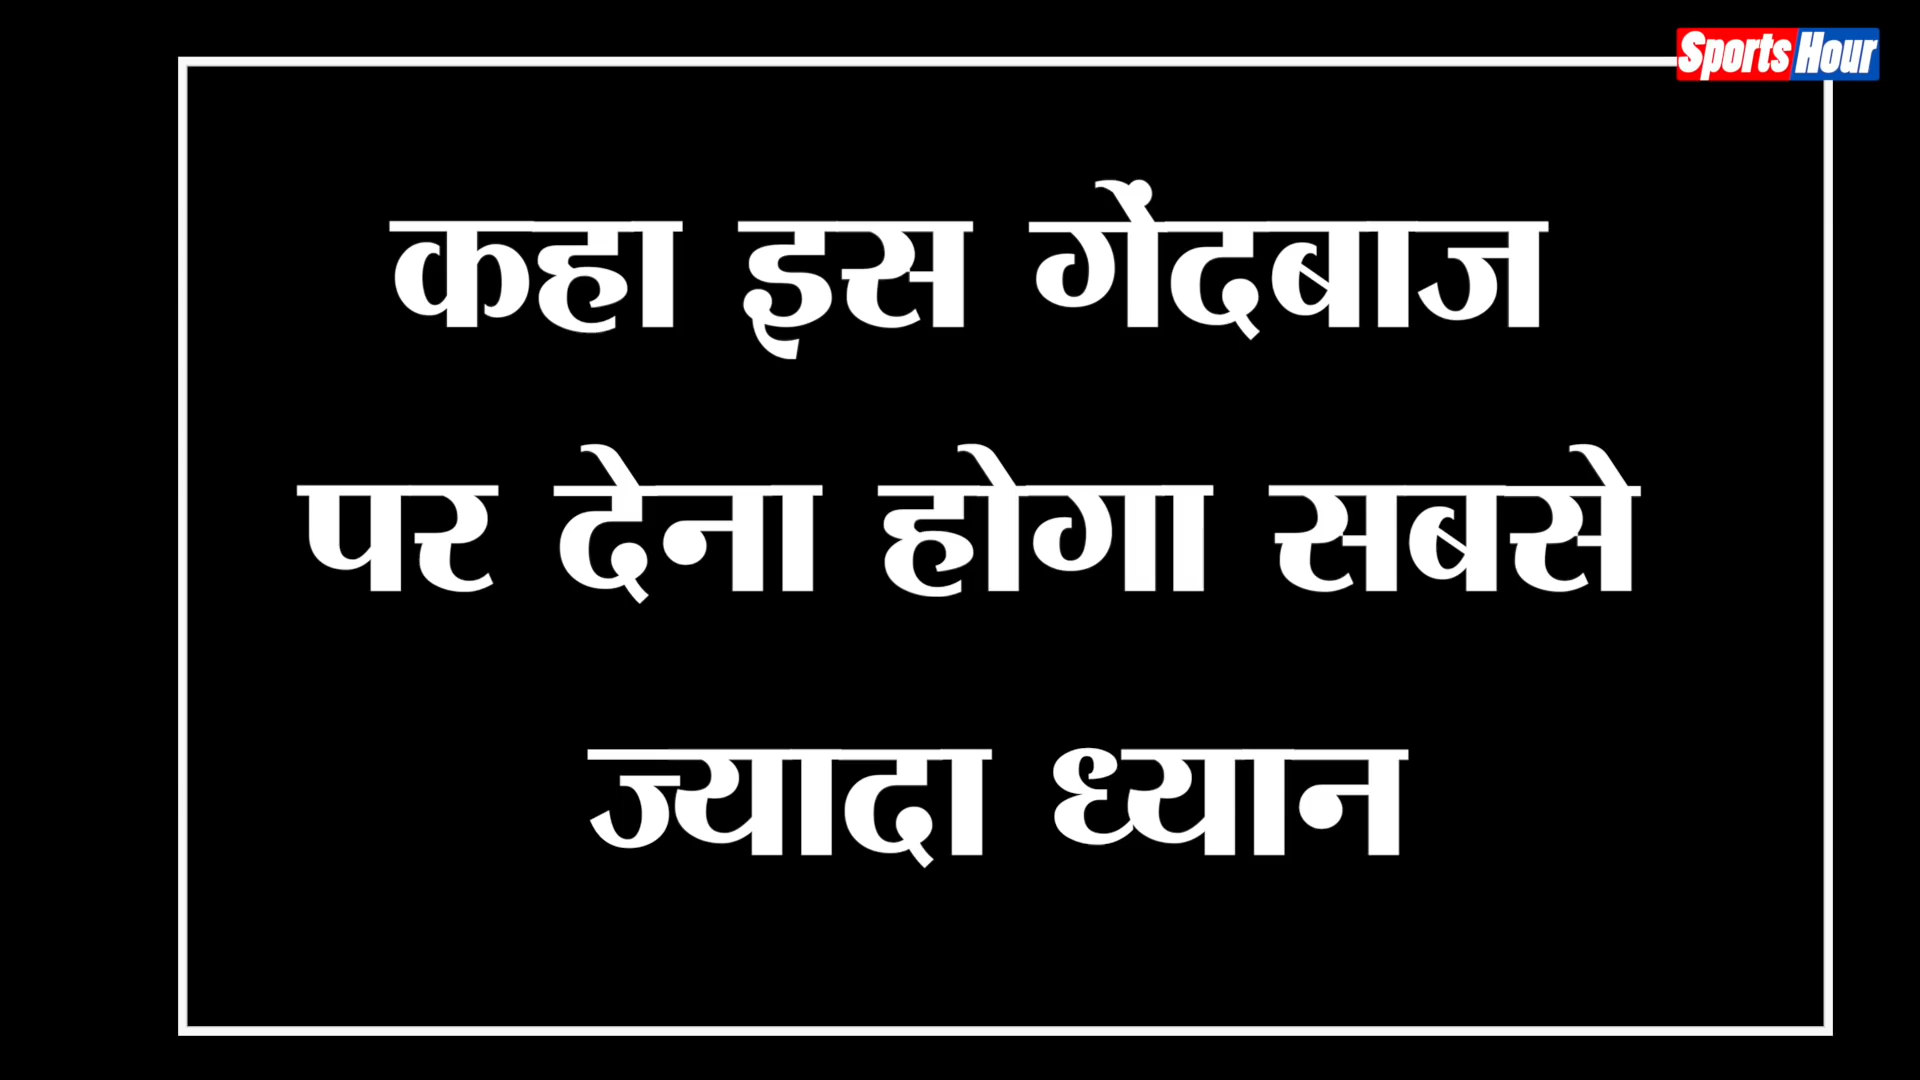 Sports Hour
कहा इस गेंदबाज
पर देना होगा सबसे
ज्यादा ध्यान